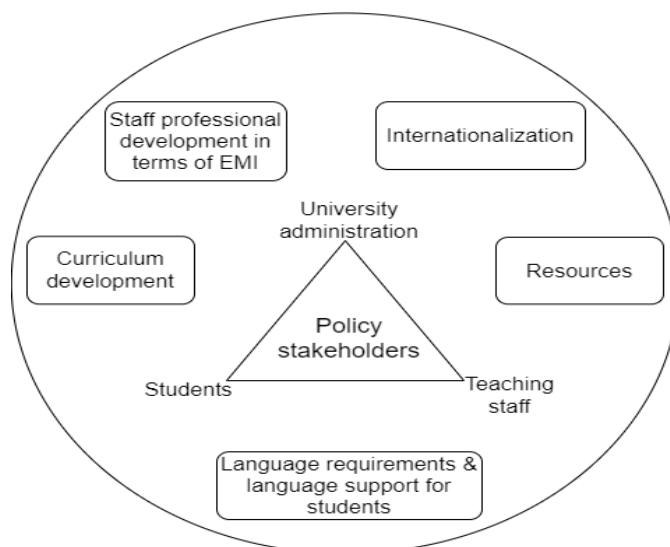 Staff professional
development in
terms of EMI
Internationalization
University
administration
Curriculum
development
Resources
Policy
stakeholders
Students
Teaching
staff
Language requirements &
language support for
students